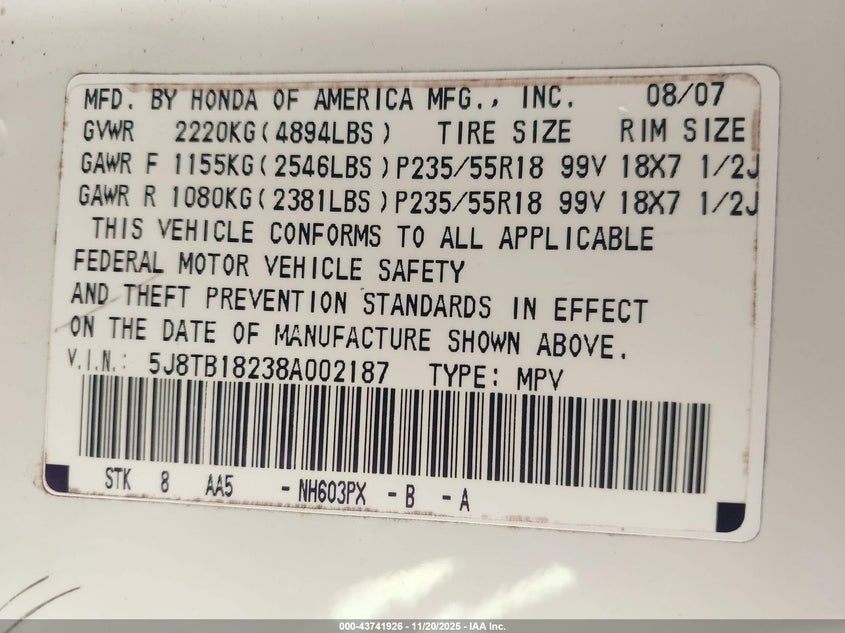 MFD. BY HONDA OF AMERICA MFG., INC. 08/07
GVWR 2220KG(4894LBS) TIRE SIZE RIM SIZE
GAWR F 1155KG(2546LBS)P235/55R18 99V 18X7 1/2J
GAWR R 1080KG(2381LBS)P235/55R18 99V 18X7 1/2J
THIS VEHICLE CONFORMS TO ALL APPLICABLE
FEDERAL MOTOR VEHICLE SAFETY
AND THEFT PREVENTION STANDARDS IN EFFECT
ON THE DATE OF MANUFACTURE SHOWN ABOVE.
V.I.N.: 5J8TB18238A002187 TYPE: MPV
STK 8 AA5 -NH603PX -B -A
000-43741926 - 11/20/2025 - IAA Inc.